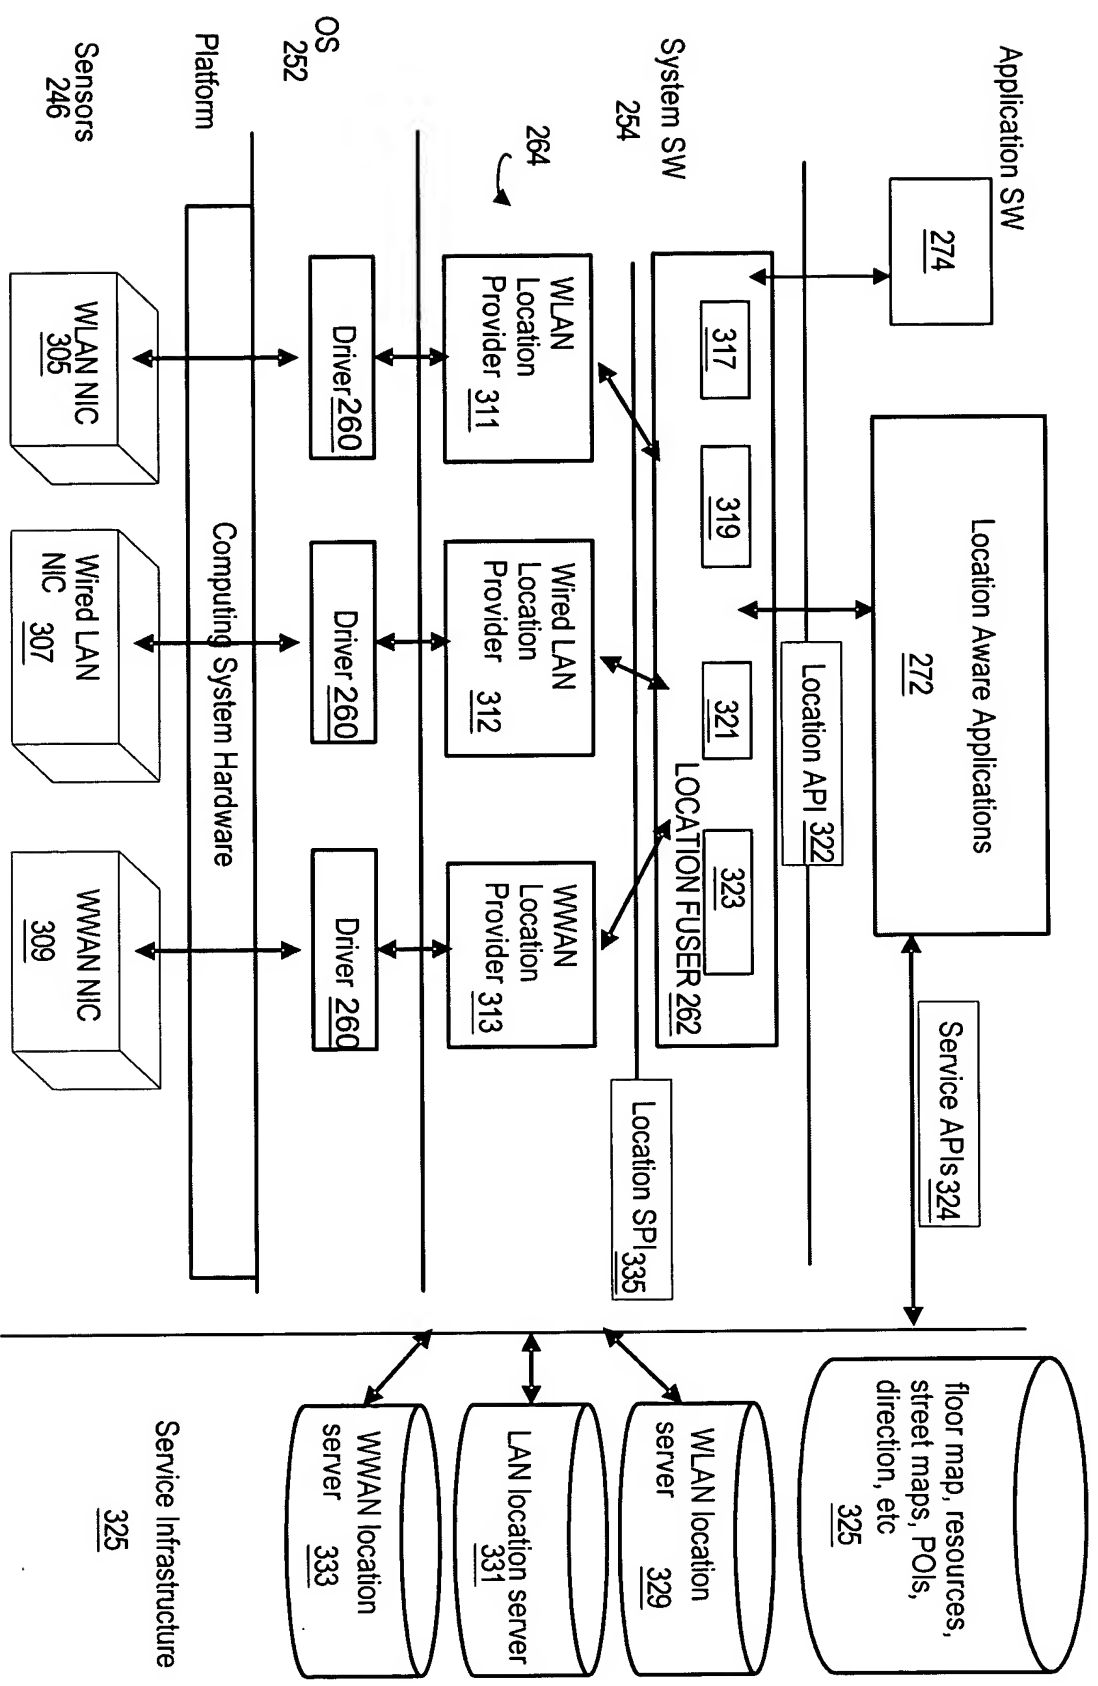 Application SW
274
Location Aware Applications
272
Service APIs 324
floor map, resources,
street maps, POIs,
direction, etc
325
Location API 322
System SW
254
317
319
321
323
LOCATION FUSER 262
Location SPI 335
WLAN location
server
329
264
WLAN
Location
Provider 311
Wired LAN
Location
Provider
312
WWAN
Location
Provider 313
LAN location server
331
OS
252
Driver 260
Driver 260
Driver 260
WWAN location
server
333
Platform
Computing System Hardware
Sensors
246
WLAN NIC
305
Wired LAN
NIC
307
WWAN NIC
309
Service Infrastructure
325